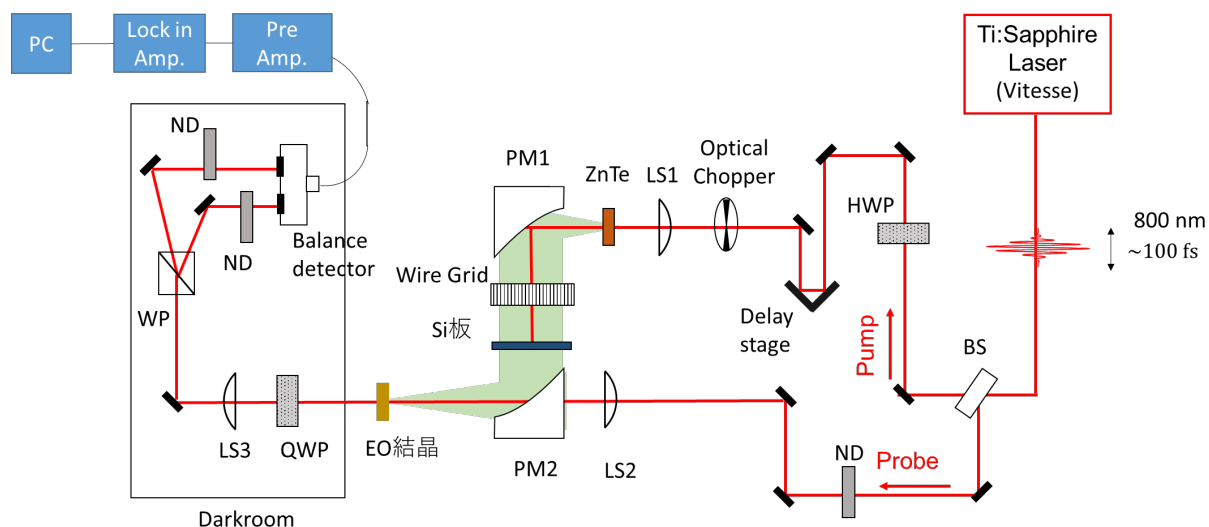 PC
Lock in
Amp.
Pre
Amp.
Ti:Sapphire
Laser
(Vitesse)
ND
ND
Balance
detector
WP
PM1
ZnTe
LS1
Optical
Chopper
HWP
800 nm
~100 fs
Wire Grid
Si板
Delay
stage
Pump
BS
LS3
QWP
EO結晶
PM2
LS2
ND
Probe
Darkroom